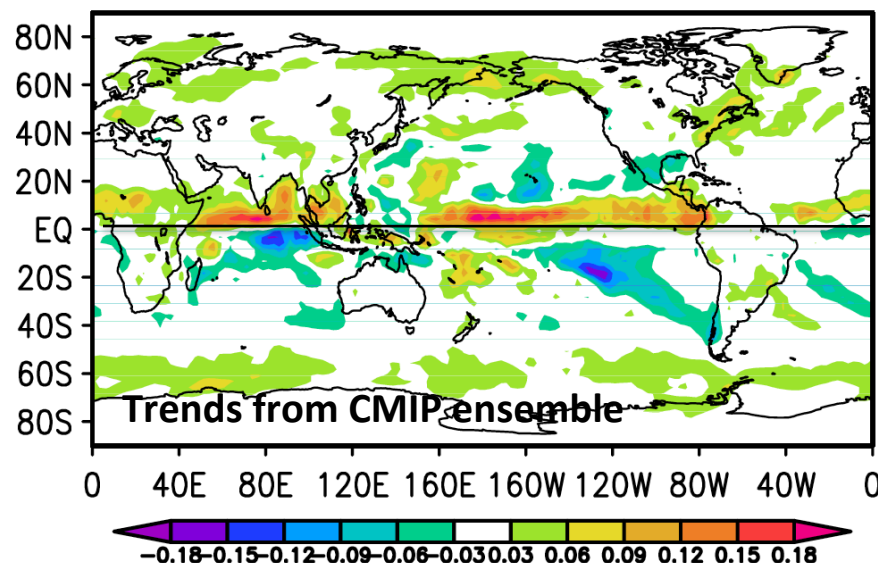 80N
60N
40N
20N
EQ
20S
40S
60S
80S
Trends from CMIP ensemble
0 40E 80E 120E 160E 160W 120W 80W 40W 0
-0.18-0.15-0.12-0.09-0.06-0.03 0.03 0.06 0.09 0.12 0.15 0.18